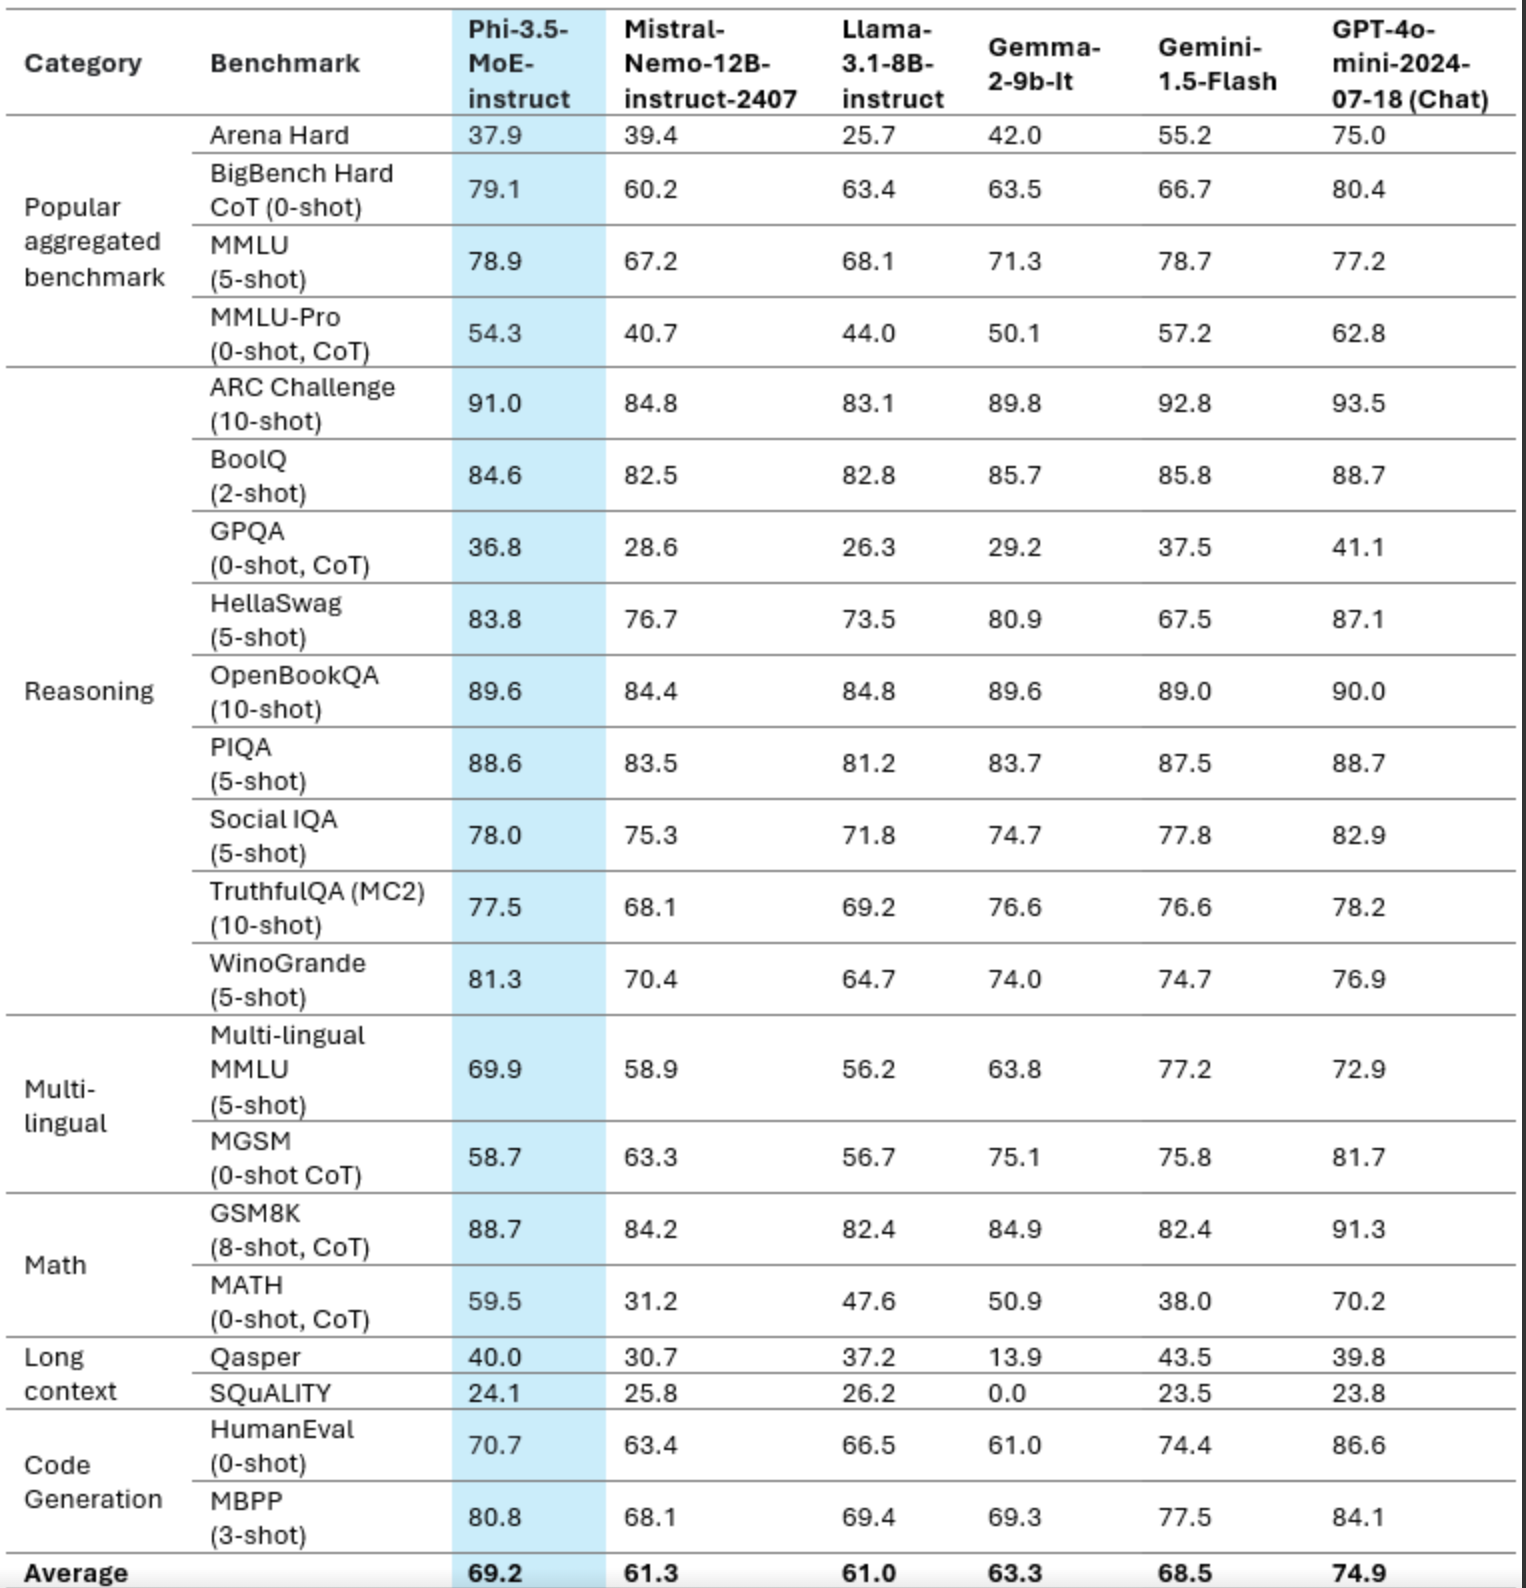 Category Benchmark Phi-3.5-MoE-instruct Mistral-Nemo-12B-instruct-2407 Llama-3.1-8B-instruct Gemma-2-9b-It Gemini-1.5-Flash GPT-4o-mini-2024-07-18 (Chat)
Popular aggregated benchmark
Arena Hard 37.9 39.4 25.7 42.0 55.2 75.0
BigBench Hard CoT (0-shot) 79.1 60.2 63.4 63.5 66.7 80.4
MMLU (5-shot) 78.9 67.2 68.1 71.3 78.7 77.2
MMLU-Pro (0-shot, CoT) 54.3 40.7 44.0 50.1 57.2 62.8
Reasoning
ARC Challenge (10-shot) 91.0 84.8 83.1 89.8 92.8 93.5
BoolQ (2-shot) 84.6 82.5 82.8 85.7 85.8 88.7
GPQA (0-shot, CoT) 36.8 28.6 26.3 29.2 37.5 41.1
HellaSwag (5-shot) 83.8 76.7 73.5 80.9 67.5 87.1
OpenBookQA (10-shot) 89.6 84.4 84.8 89.6 89.0 90.0
PIQA (5-shot) 88.6 83.5 81.2 83.7 87.5 88.7
Social IQA (5-shot) 78.0 75.3 71.8 74.7 77.8 82.9
TruthfulQA (MC2) (10-shot) 77.5 68.1 69.2 76.6 76.6 78.2
WinoGrande (5-shot) 81.3 70.4 64.7 74.0 74.7 76.9
Multi-lingual
Multi-lingual MMLU (5-shot) 69.9 58.9 56.2 63.8 77.2 72.9
MGSM (0-shot CoT) 58.7 63.3 56.7 75.1 75.8 81.7
Math
GSM8K (8-shot, CoT) 88.7 84.2 82.4 84.9 82.4 91.3
MATH (0-shot, CoT) 59.5 31.2 47.6 50.9 38.0 70.2
Long context
Qasper 40.0 30.7 37.2 13.9 43.5 39.8
SQuALITY 24.1 25.8 26.2 0.0 23.5 23.8
Code Generation
HumanEval (0-shot) 70.7 63.4 66.5 61.0 74.4 86.6
MBPP (3-shot) 80.8 68.1 69.4 69.3 77.5 84.1
Average 69.2 61.3 61.0 63.3 68.5 74.9